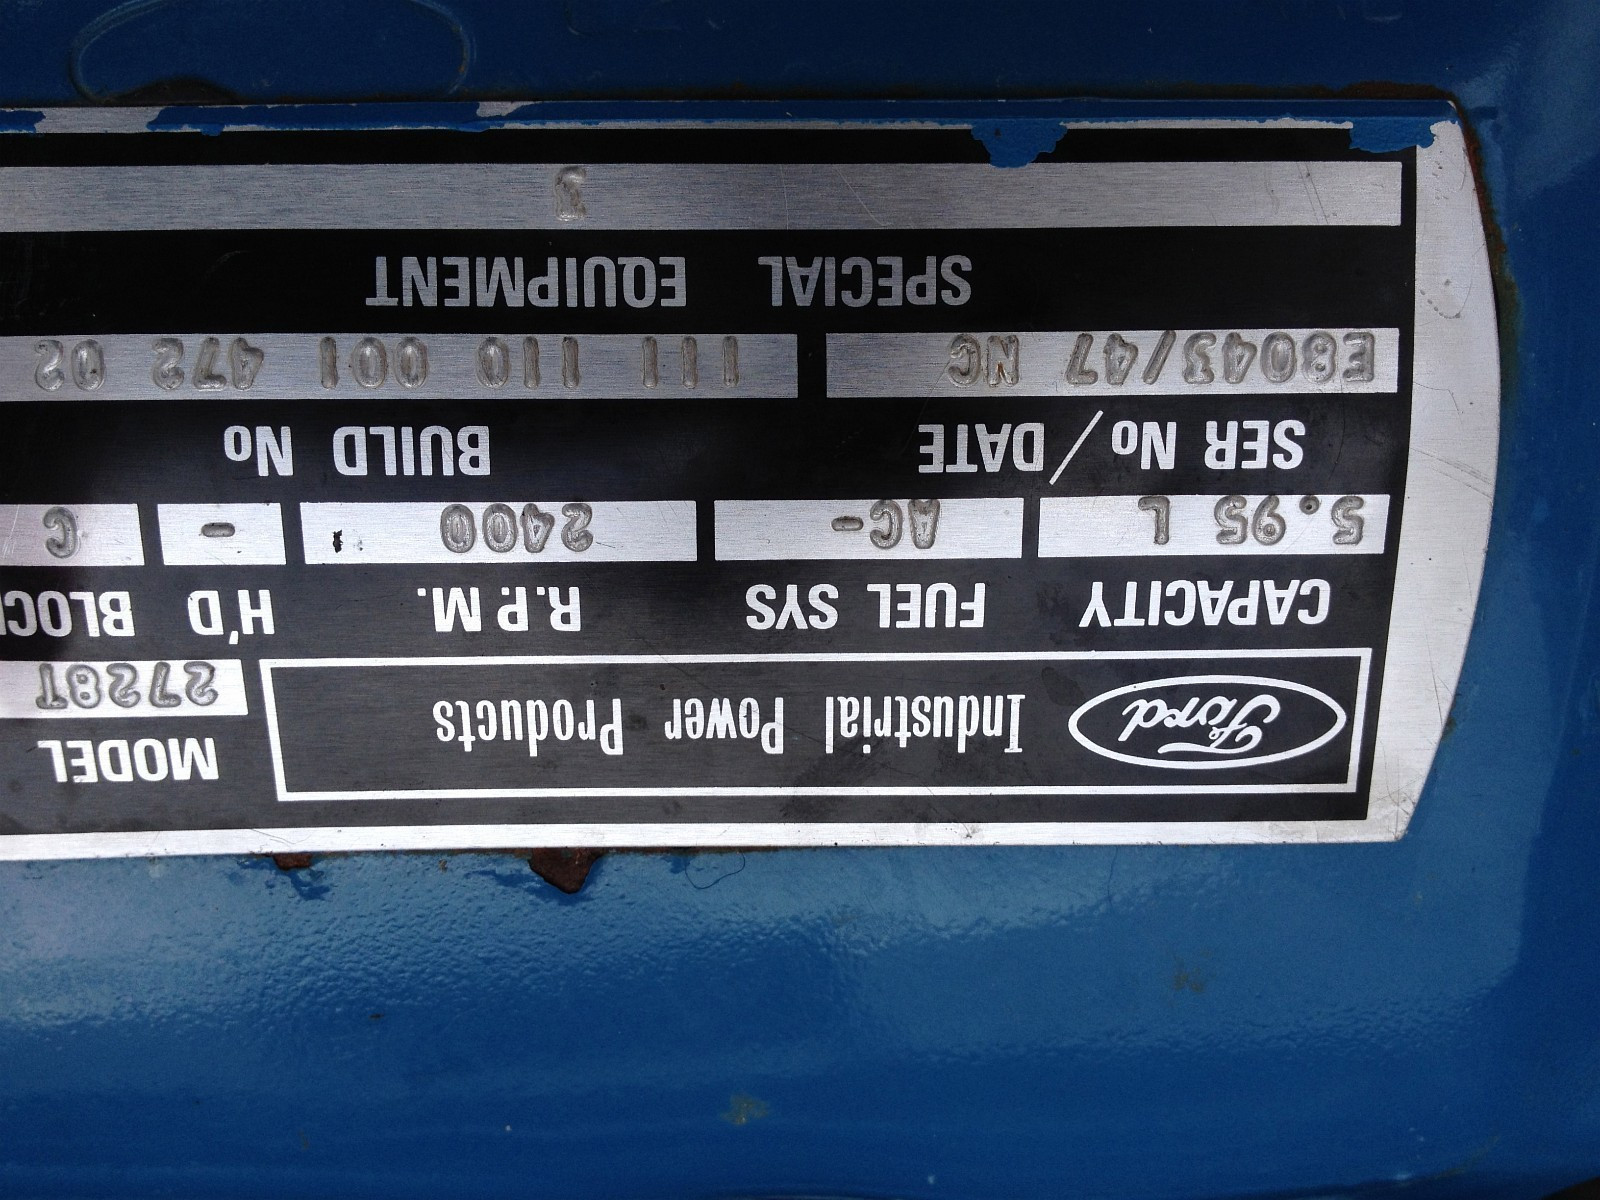 Ford Industrial Power Products
MODEL
2728T
CAPACITY FUEL SYS R.P.M. H'D BLOC
5.95 L AC- 2400 - C
SER No/DATE BUILD No
E8043/47 NC 111 110 001 472 02
SPECIAL EQUIPMENT